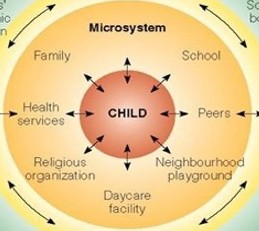 Microsystem
Family
School
Health
services
CHILD
Peers
Religious
organization
Neighbourhood
playground
Daycare
facility